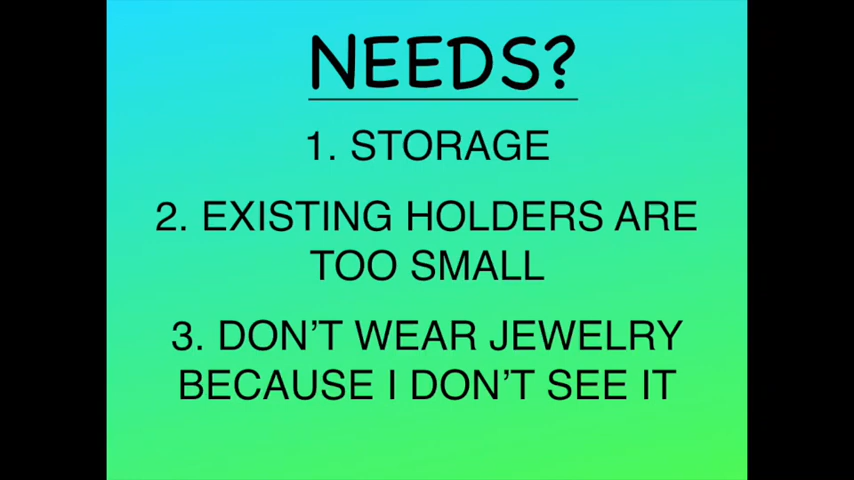 NEEDS?
1. STORAGE
2. EXISTING HOLDERS ARE
TOO SMALL
3. DON'T WEAR JEWELRY
BECAUSE I DON'T SEE IT